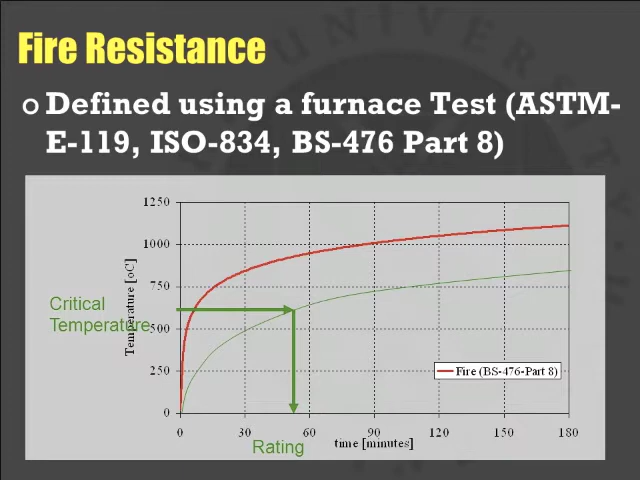 Fire Resistance
o Defined using a furnace Test (ASTM-
E-119, ISO-834, BS-476 Part 8)
1250
1000
750
500
250
0
Temperature [oC]
Critical
Temperature
Fire (BS-476-Part 8)
0 30 60 90 120 150 180
time [minutes]
Rating
UNIVERSITY